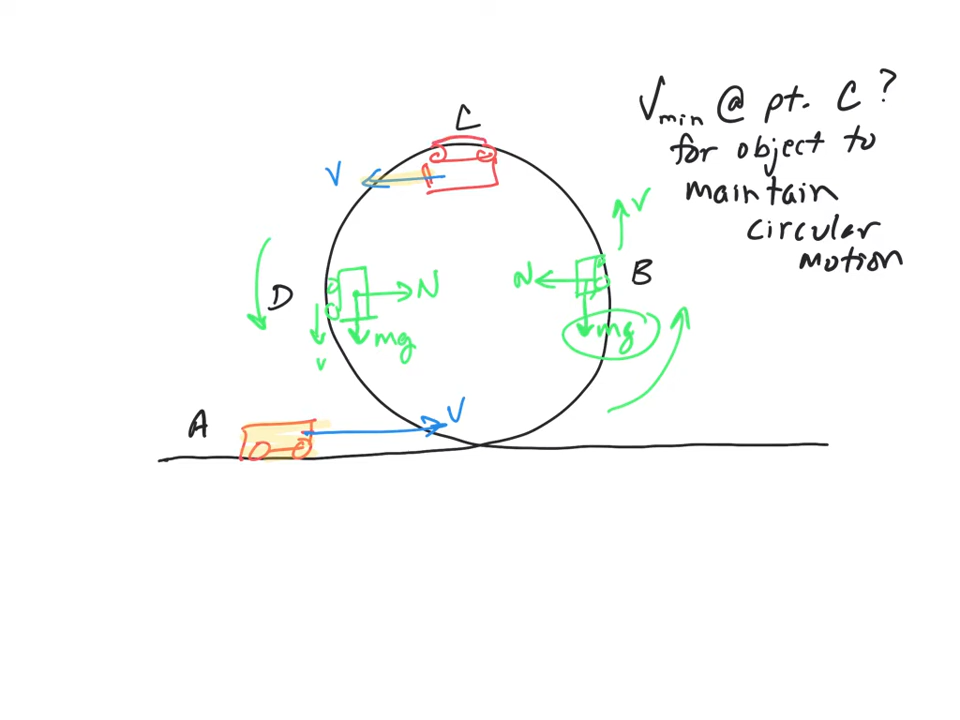 Vmin @ pt. C ?
for object to
maintain
circular
motion
C
V
V
B
N
mg
D
N
mg
v
A
V